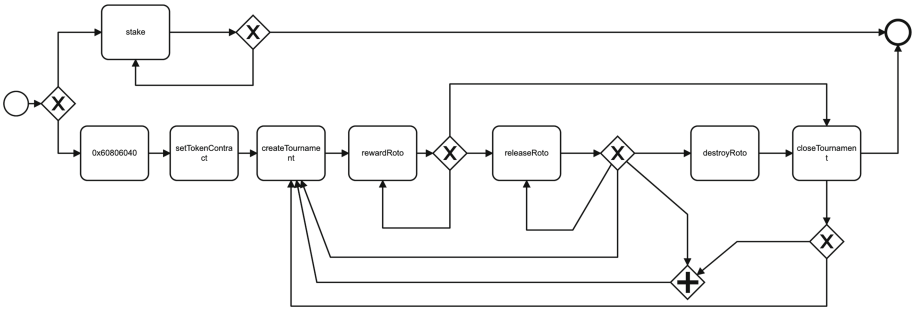 stake
0x60806040
setTokenContra
ct
createTourname
nt
rewardRoto
releaseRoto
destroyRoto
closeTournamen
t